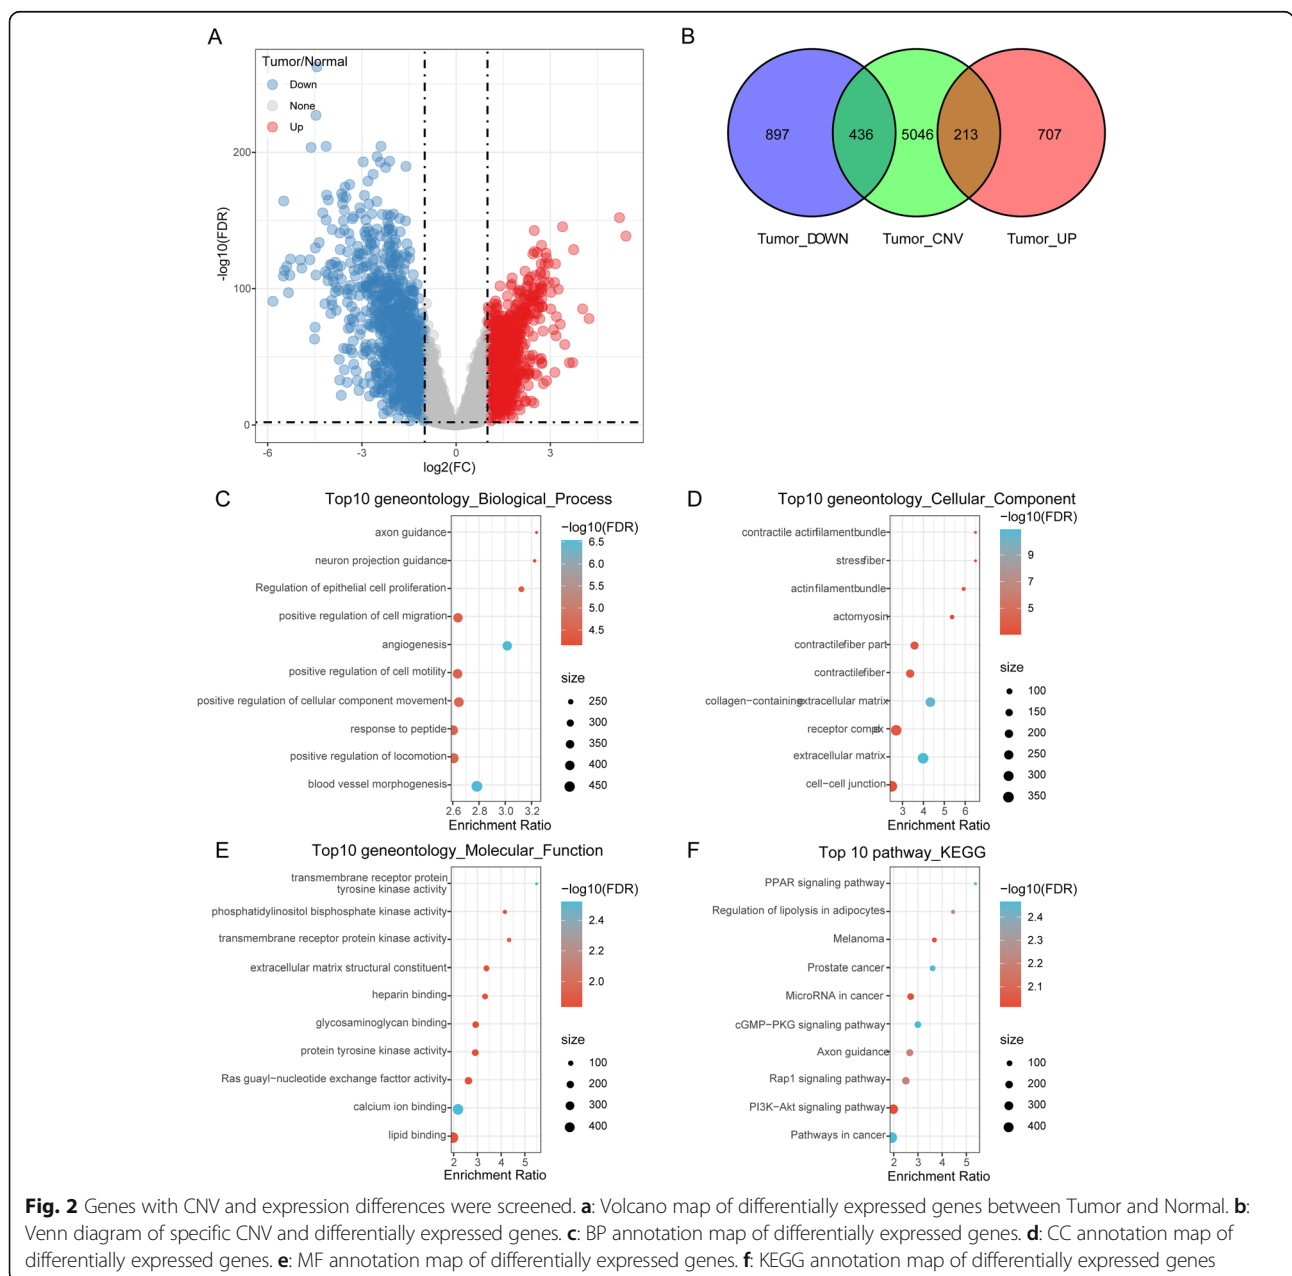 A
Tumor/Normal
Down
None
Up
200
100
0
-log10(FDR)
-6
-3
0
3
log2(FC)
B
897
436
5046
213
707
Tumor_DOWN
Tumor_CNV
Tumor_UP
C
Top10 geneontology_Biological_Process
axon guidance
neuron projection guidance
Regulation of epithelial cell proliferation
positive regulation of cell migration
angiogenesis
positive regulation of cell motility
positive regulation of cellular component movement
response to peptide
positive regulation of locomotion
blood vessel morphogenesis
2.6 2.8 3.0 3.2
Enrichment Ratio
−log10(FDR)
6.5
6.0
5.5
5.0
4.5
size
250
300
350
400
450
D
Top10 geneontology_Cellular_Component
contractile actinfilamentbundle
stressfiber
actinfilamentbundle
actomyosin
contractilefiber part
contractilefiber
collagen-containingextracellular matrix
receptor complex
extracellular matrix
cell−cell junction
3 4 5 6
Enrichment Ratio
−log10(FDR)
9
7
5
size
100
150
200
250
300
350
E
Top10 geneontology_Molecular_Function
transmembrane receptor protein
tyrosine kinase activity
phosphatidylinositol bisphosphate kinase activity
transmembrane receptor protein kinase activity
extracellular matrix structural constituent
heparin binding
glycosaminoglycan binding
protein tyrosine kinase activity
Ras guayl−nucleotide exchange facttor activity
calcium ion binding
lipid binding
2 3 4 5
Enrichment Ratio
−log10(FDR)
2.4
2.2
2.0
size
100
200
300
400
F
Top 10 pathway_KEGG
PPAR signaling pathway
Regulation of lipolysis in adipocytes
Melanoma
Prostate cancer
MicroRNA in cancer
cGMP−PKG signaling pathway
Axon guidance
Rap1 signaling pathway
PI3K−Akt signaling pathway
Pathways in cancer
2 3 4 5
Enrichment Ratio
−log10(FDR)
2.4
2.3
2.2
2.1
size
100
200
300
400
Fig. 2 Genes with CNV and expression differences were screened. a: Volcano map of differentially expressed genes between Tumor and Normal. b:
Venn diagram of specific CNV and differentially expressed genes. c: BP annotation map of differentially expressed genes. d: CC annotation map of
differentially expressed genes. e: MF annotation map of differentially expressed genes. f: KEGG annotation map of differentially expressed genes